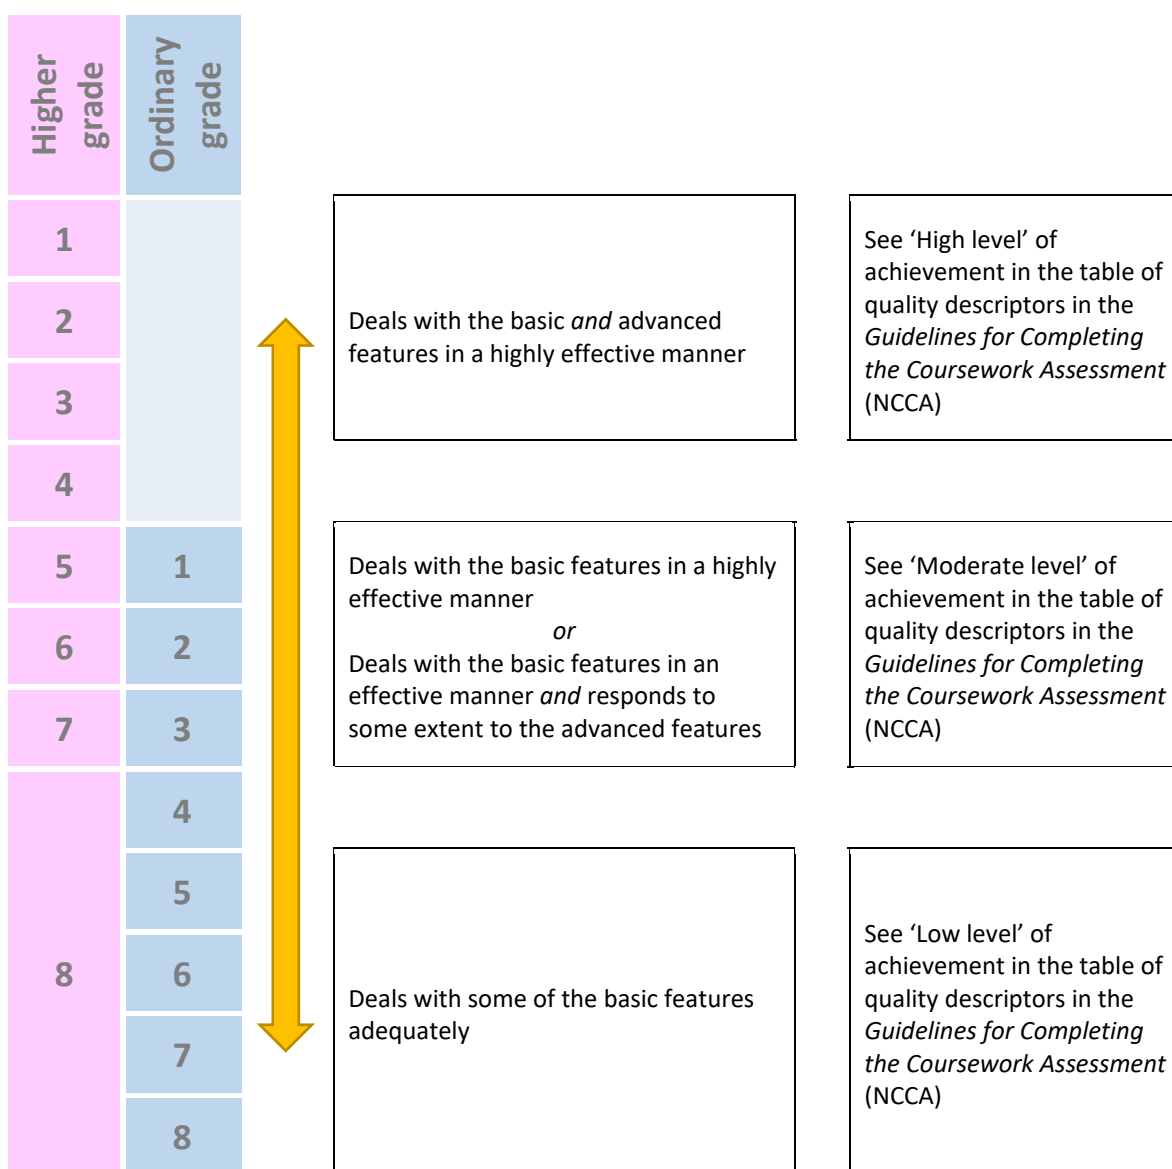 Higher
grade
Ordinary
grade
1
2
3
4
5
6
7
8
1
2
3
4
5
6
7
8
Deals with the basic and advanced
features in a highly effective manner
See ‘High level’ of
achievement in the table of
quality descriptors in the
Guidelines for Completing
the Coursework Assessment
(NCCA)
Deals with the basic features in a highly
effective manner
or
Deals with the basic features in an
effective manner and responds to
some extent to the advanced features
See ‘Moderate level’ of
achievement in the table of
quality descriptors in the
Guidelines for Completing
the Coursework Assessment
(NCCA)
Deals with some of the basic features
adequately
See ‘Low level’ of
achievement in the table of
quality descriptors in the
Guidelines for Completing
the Coursework Assessment
(NCCA)